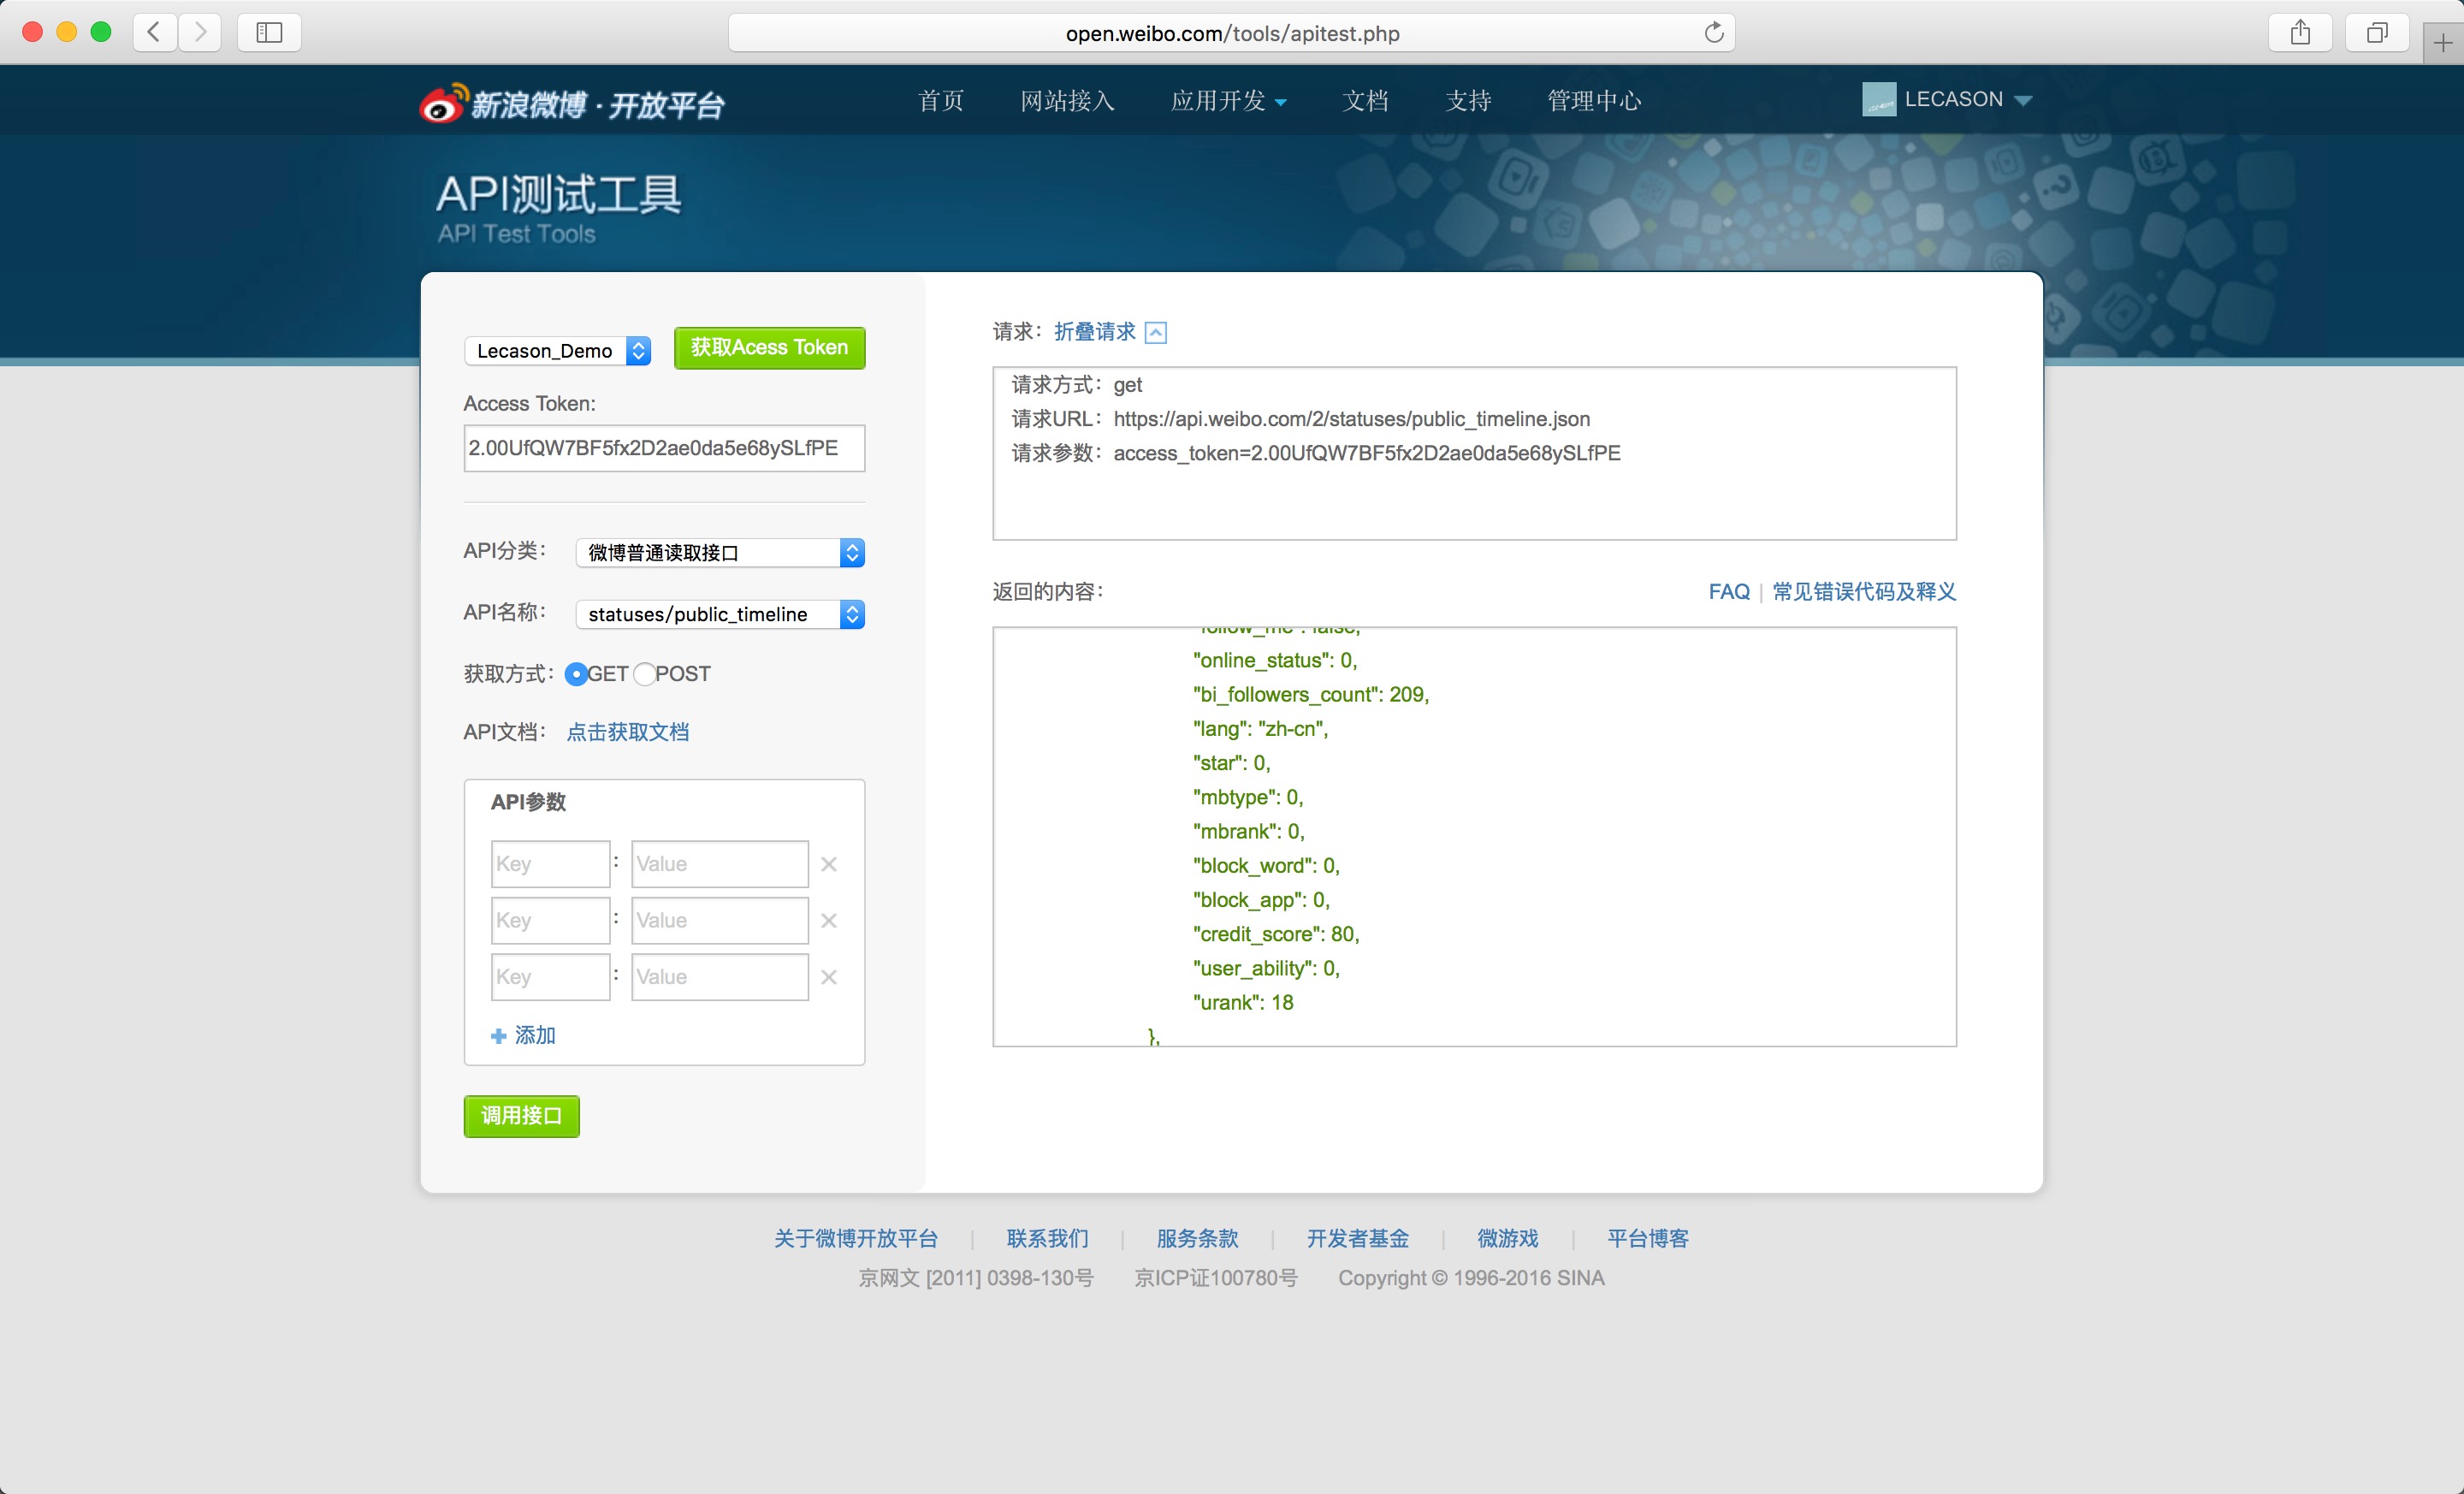 open.weibo.com/tools/apitest.php
新浪微博·开放平台
首页 网站接入 应用开发 文档 支持 管理中心 LECASON
API测试工具
API Test Tools
Lecason_Demo 获取Acess Token
Access Token:
2.00UfQW7BF5fx2D2ae0da5e68ySLfPE
API分类: 微博普通读取接口
API名称: statuses/public_timeline
获取方式: GET POST
API文档: 点击获取文档
API参数
Key : Value
Key : Value
Key : Value
添加
调用接口
请求: 折叠请求
请求方式: get
请求URL: https://api.weibo.com/2/statuses/public_timeline.json
请求参数: access_token=2.00UfQW7BF5fx2D2ae0da5e68ySLfPE
返回的内容: FAQ | 常见错误代码及释义
"follow_me": false,
"online_status": 0,
"bi_followers_count": 209,
"lang": "zh-cn",
"star": 0,
"mbtype": 0,
"mbrank": 0,
"block_word": 0,
"block_app": 0,
"credit_score": 80,
"user_ability": 0,
"urank": 18
},
关于微博开放平台 | 联系我们 | 服务条款 | 开发者基金 | 微游戏 | 平台博客
京网文 [2011] 0398-130号 京ICP证100780号 Copyright © 1996-2016 SINA